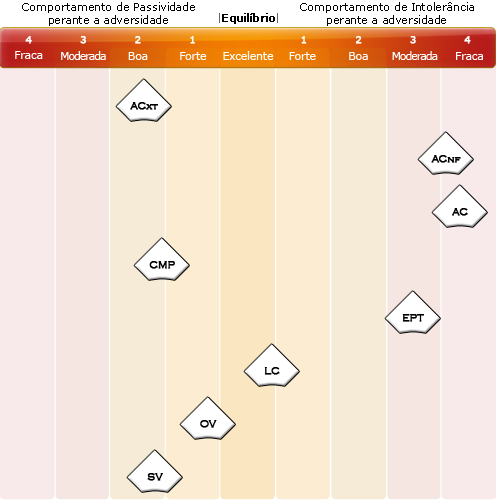 Comportamento de Passividade
perante a adversidade
|Equilíbrio|
Comportamento de Intolerância
perante a adversidade
4 3 2 1 1 2 3 4
Fraca Moderada Boa Forte Excelente Forte Boa Moderada Fraca
ACXT
ACNF
AC
CMP
EPT
LC
OV
SV